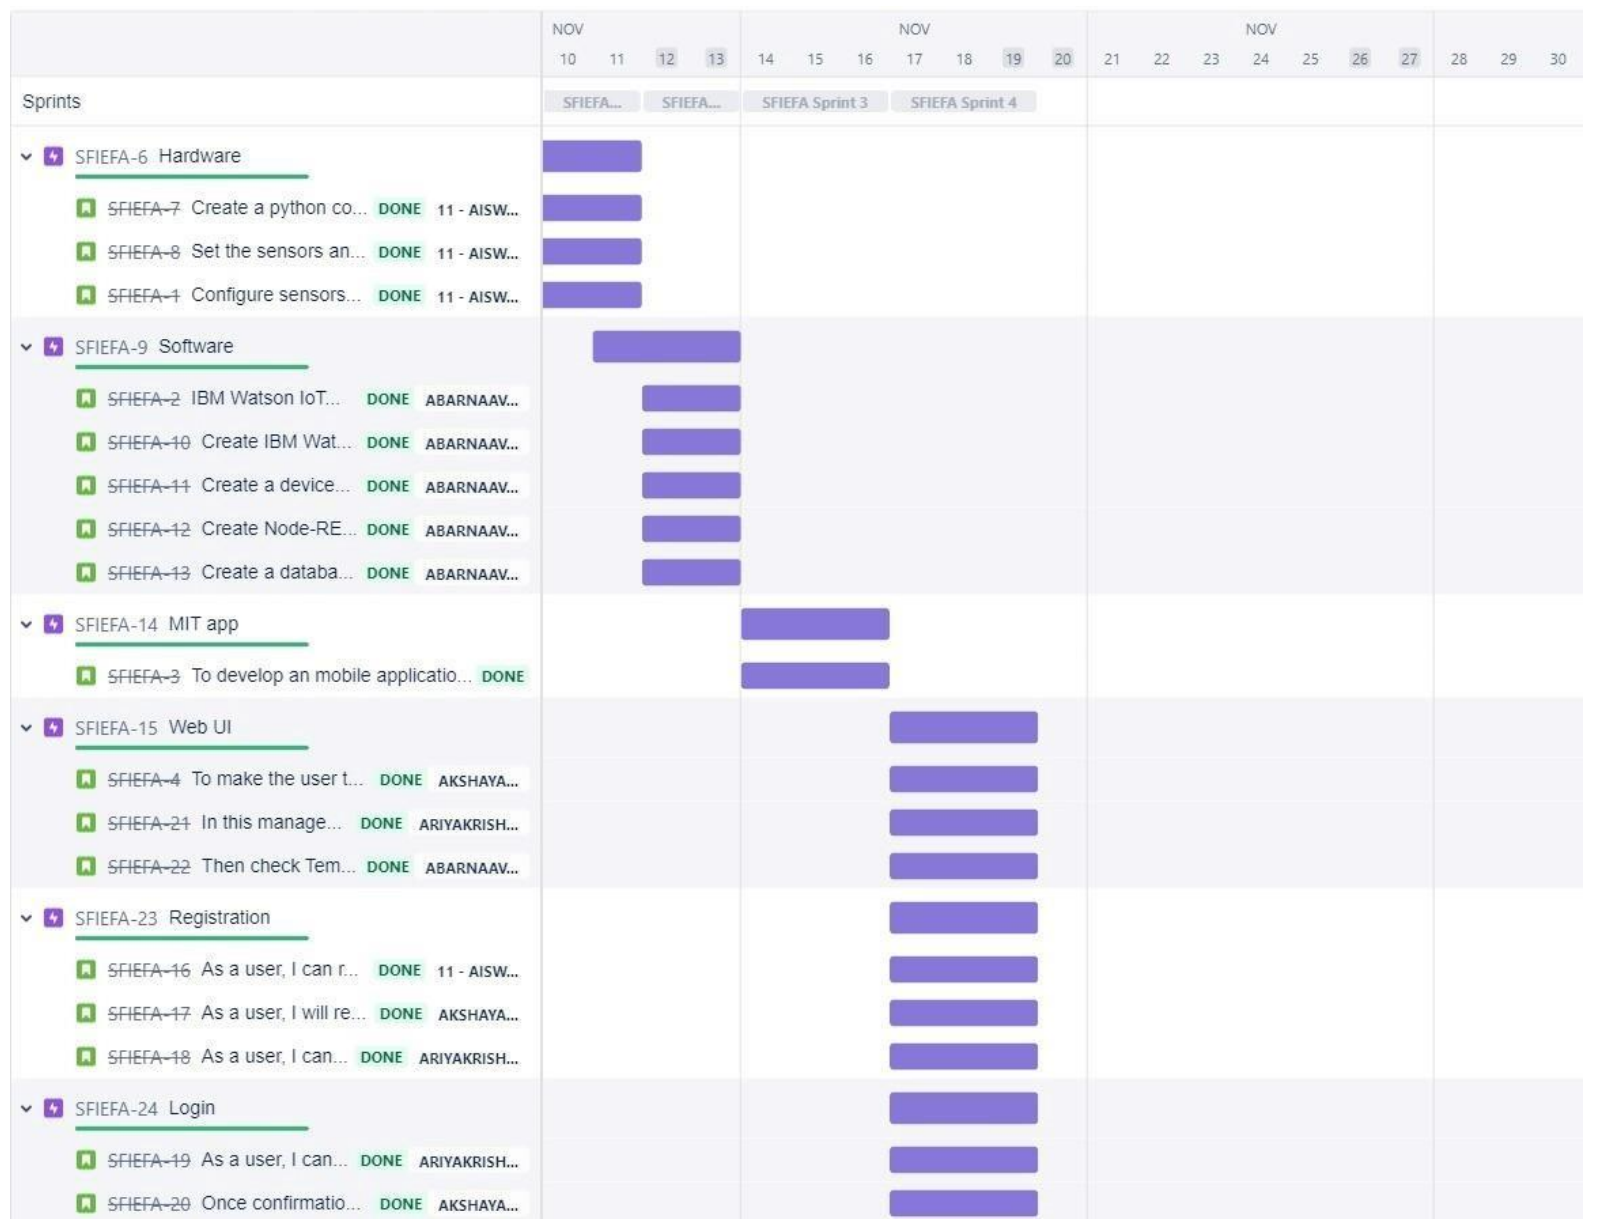 NOV NOV NOV
10 11 12 13 14 15 16 17 18 19 20 21 22 23 24 25 26 27 28 29 30
Sprints SFIEFA... SFIEFA... SFIEFA Sprint 3 SFIEFA Sprint 4
SFIEFA-6 Hardware
SFIEFA-7 Create a python co... DONE 11 - AISW...
SFIEFA-8 Set the sensors an... DONE 11 - AISW...
SFIEFA-1 Configure sensors... DONE 11 - AISW...
SFIEFA-9 Software
SFIEFA-2 IBM Watson IoT... DONE ABARNAAV...
SFIEFA-10 Create IBM Wat... DONE ABARNAAV...
SFIEFA-11 Create a device... DONE ABARNAAV...
SFIEFA-12 Create Node-RE... DONE ABARNAAV...
SFIEFA-13 Create a databa... DONE ABARNAAV...
SFIEFA-14 MIT app
SFIEFA-3 To develop an mobile applicatio... DONE
SFIEFA-15 Web UI
SFIEFA-4 To make the user t... DONE AKSHAYA...
SFIEFA-21 In this manage... DONE ARIYAKRISH...
SFIEFA-22 Then check Tem... DONE ABARNAAV...
SFIEFA-23 Registration
SFIEFA-16 As a user, I can r... DONE 11 - AISW...
SFIEFA-17 As a user, I will re... DONE AKSHAYA...
SFIEFA-18 As a user, I can... DONE ARIYAKRISH...
SFIEFA-24 Login
SFIEFA-19 As a user, I can... DONE ARIYAKRISH...
SFIEFA-20 Once confirmatio... DONE AKSHAYA...